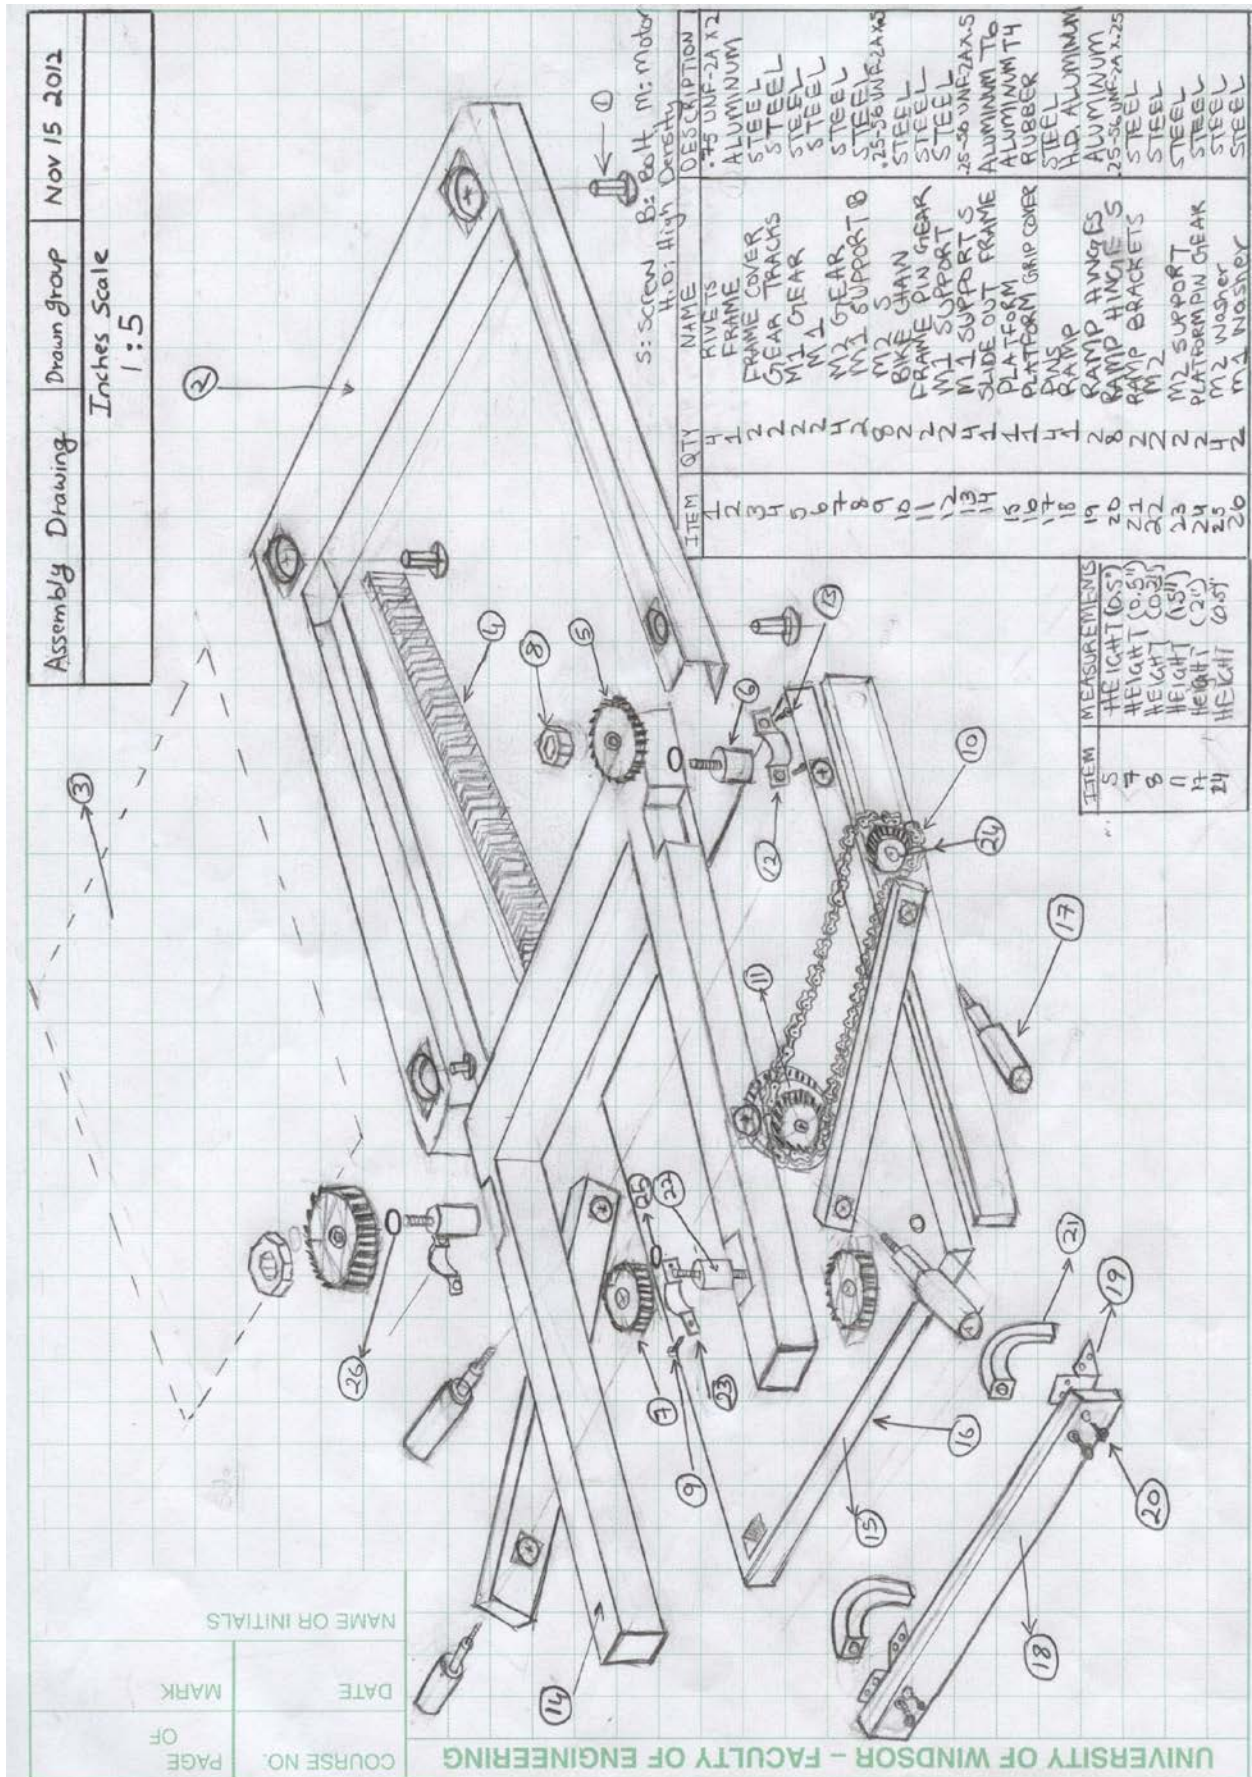 Assembly Drawing Drawn group Nov 15 2012
Inches Scale
1:5
3
2
1
4
8
5
6
13
12
10
24
11
17
26
25
22
7
23
9
21
19
16
15
20
18
14
S: Screw B: Bolt M: Motor
H.D: High Density
ITEM QTY NAME DESCRIPTION
1 4 RIVETS .75 UNF-2A X2
2 1 FRAME ALUMINUM
3 2 FRAME COVER STEEL
4 2 GEAR TRACKS STEEL
5 2 M1 GEAR STEEL
6 2 M1 STEEL
7 4 M2 GEAR STEEL
8 2 M1 SUPPORT B STEEL
9 8 M2 S .25-56 UNF-2A X.5
10 2 BIKE CHAIN STEEL
11 2 FRAME PIN GEAR STEEL
12 2 M1 SUPPORT STEEL
13 4 M1 SUPPORT S .25-56 UNF-2A X.5
14 1 SLIDE OUT FRAME ALUMINUM T6
15 1 PLATFORM ALUMINUM T4
16 1 PLATFORM GRIP COVER RUBBER
17 4 PINS STEEL
18 1 RAMP H.D. ALUMINUM
19 2 RAMP HINGES ALUMINUM
20 8 RAMP HINGE S .25-56 UNF-2A X.25
21 2 RAMP BRACKETS STEEL
22 2 M2 STEEL
23 2 M2 SUPPORT STEEL
24 2 PLATFORM PIN GEAR STEEL
25 4 M2 washer STEEL
26 2 M1 washer STEEL
ITEM MEASUREMENTS
5 HEIGHT (0.5")
7 HEIGHT (0.5")
8 HEIGHT
11 HEIGHT (1.5")
17 HEIGHT (2")
24 HEIGHT (0.5")
NAME OR INITIALS
DATE
MARK
COURSE NO.
PAGE
OF
UNIVERSITY OF WINDSOR – FACULTY OF ENGINEERING